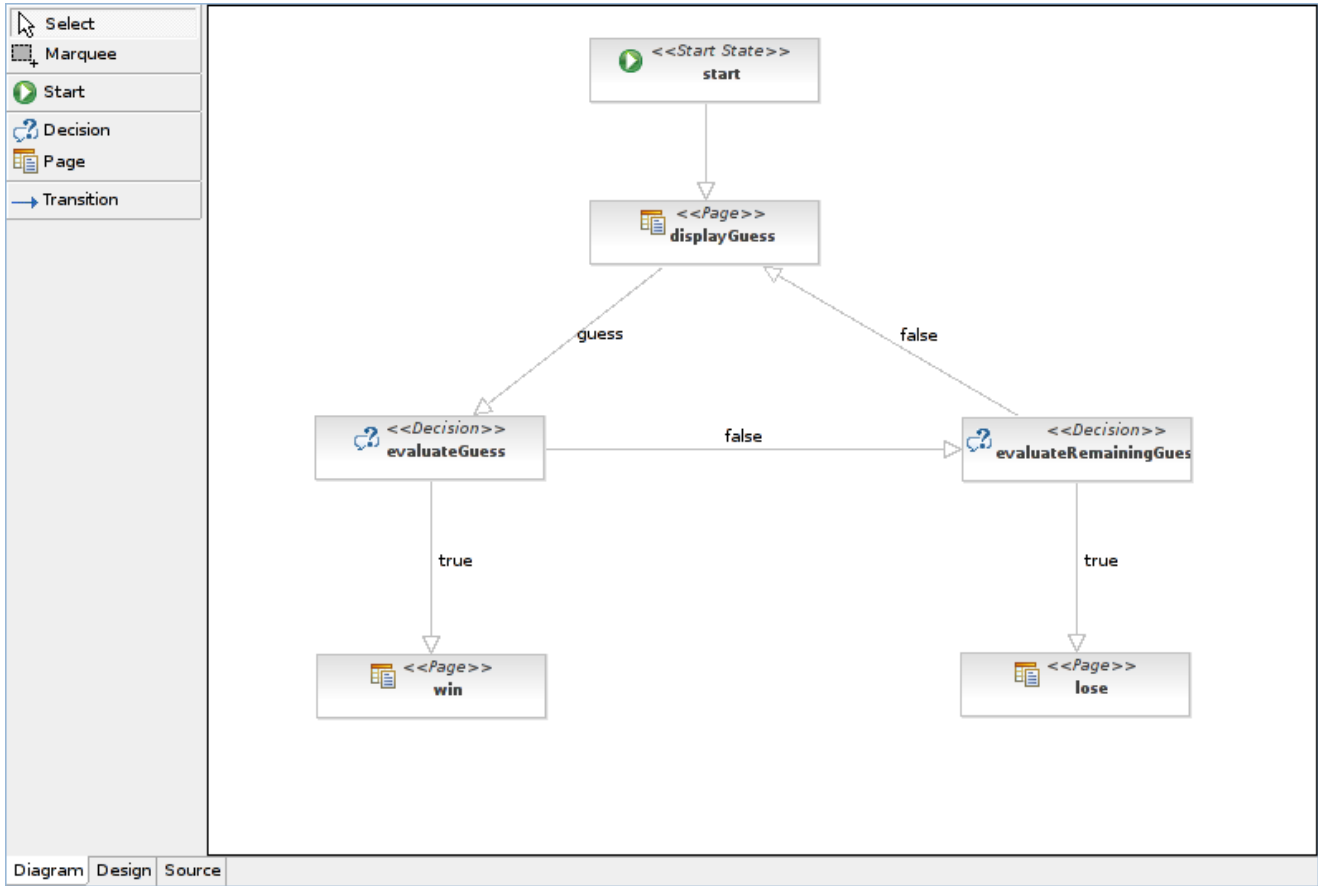 Select
Marquee
Start
Decision
Page
Transition
<<Start State>>
start
<<Page>>
displayGuess
guess
false
<<Decision>>
evaluateGuess
false
<<Decision>>
evaluateRemainingGues
true
true
<<Page>>
win
<<Page>>
lose
Diagram Design Source